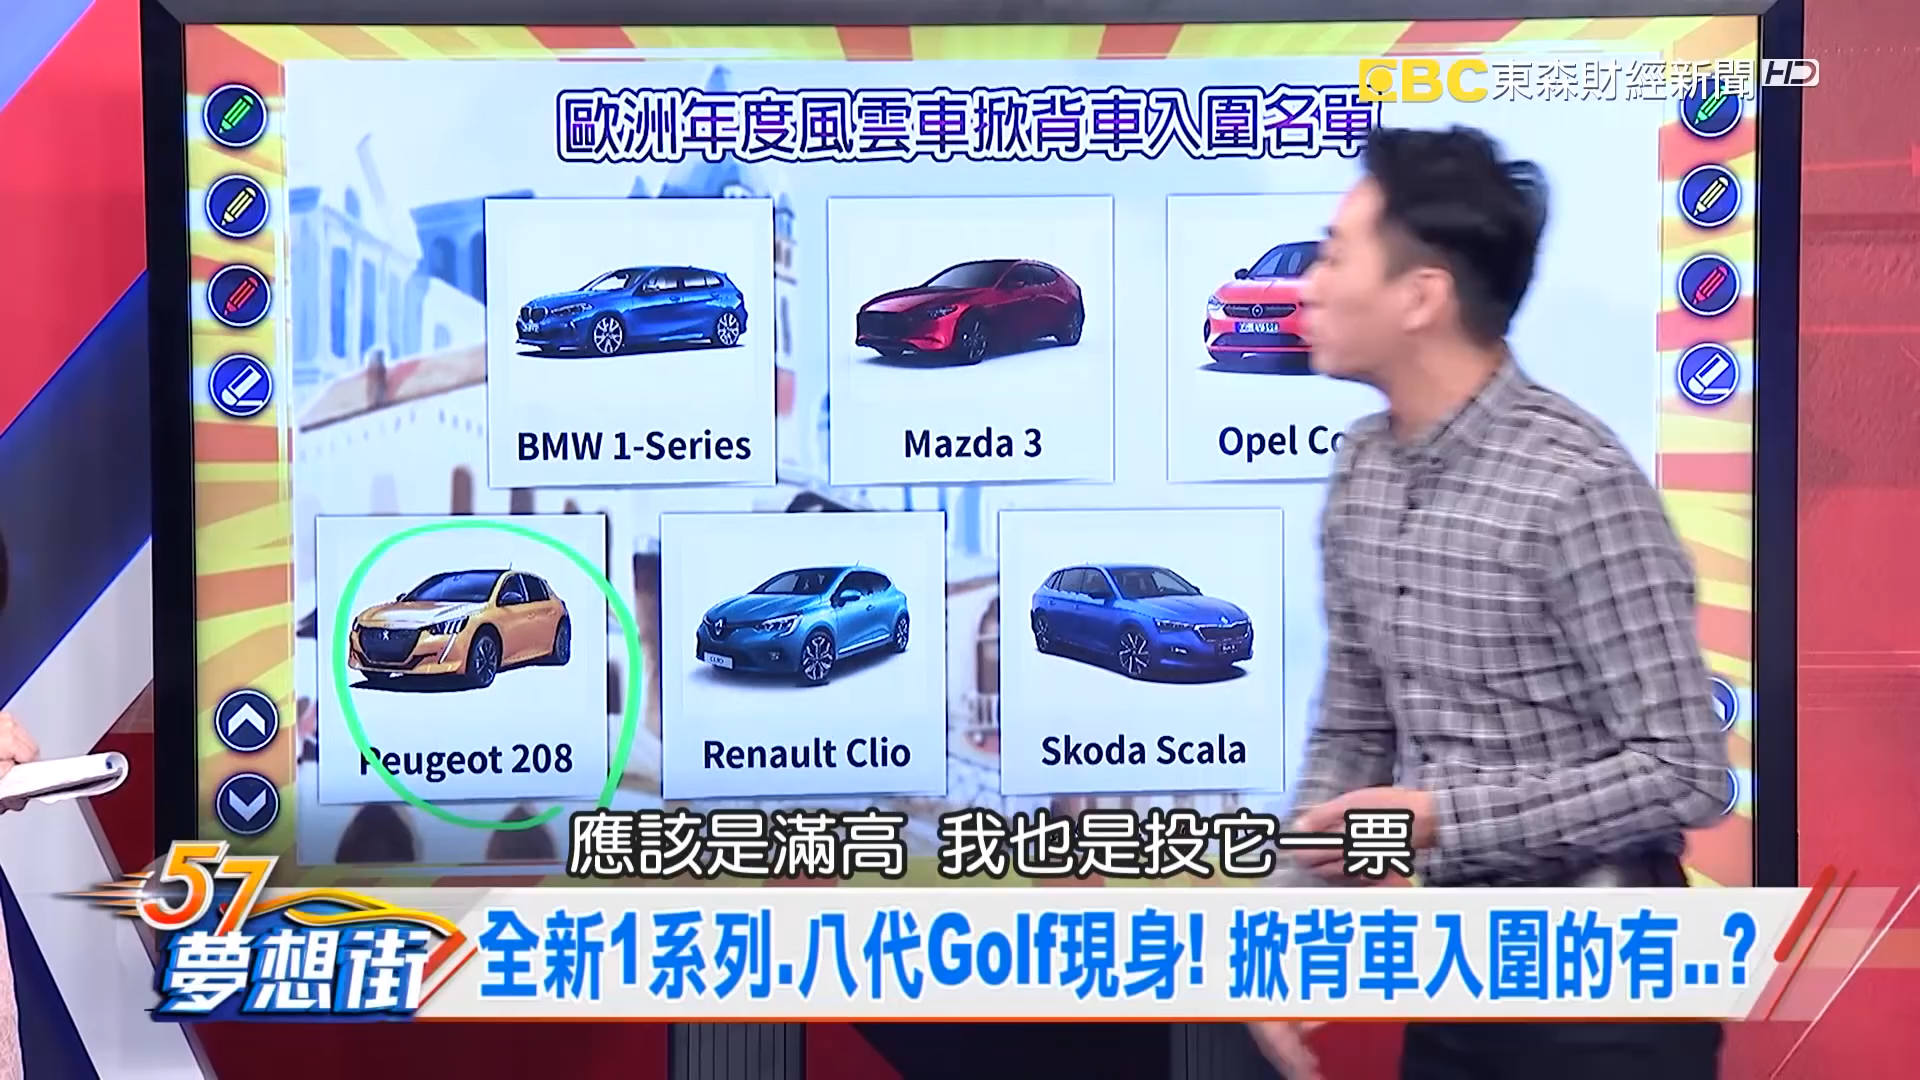 EBC東森財經新聞HD
歐洲年度風雲車掀背車入圍名單
BMW 1-Series
Mazda 3
Opel Co
Peugeot 208
Renault Clio
Skoda Scala
應該是滿高 我也是投它一票
57
夢想街
全新1系列.八代Golf現身! 掀背車入圍的有..?